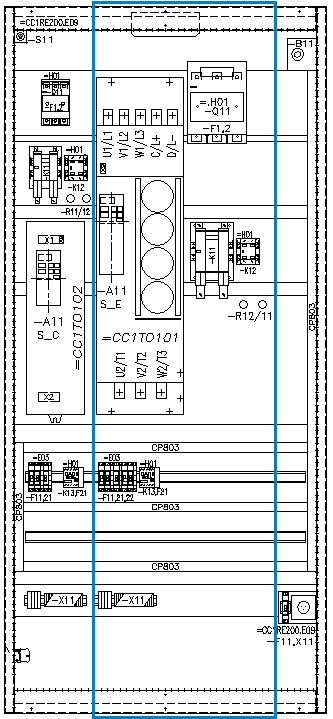 =CC1RE200.E09
-S11
-B11
=H01
-Q11
-F1,2
=.H01
-Q11
-F1,2
U1/L1
V1/L2
W1/L3
C/L+
D/L-
-K11
=H01
-K12
-R11/12
X1
-A11
S_C
=CC1TO102
X2
-A11
S_E
=CC1TO101
U2/T1
V2/T2
W2/T3
-K11
=H01
-K12
-R12/11
CP803
CP803
=E03
=H01
-F11,21
-K13,F21
=E03
=H01
-F11,21,22
-K13,F21
CP803
CP803
CP803
-X11
-X11
=CC1RE200.E09
-F11,X11